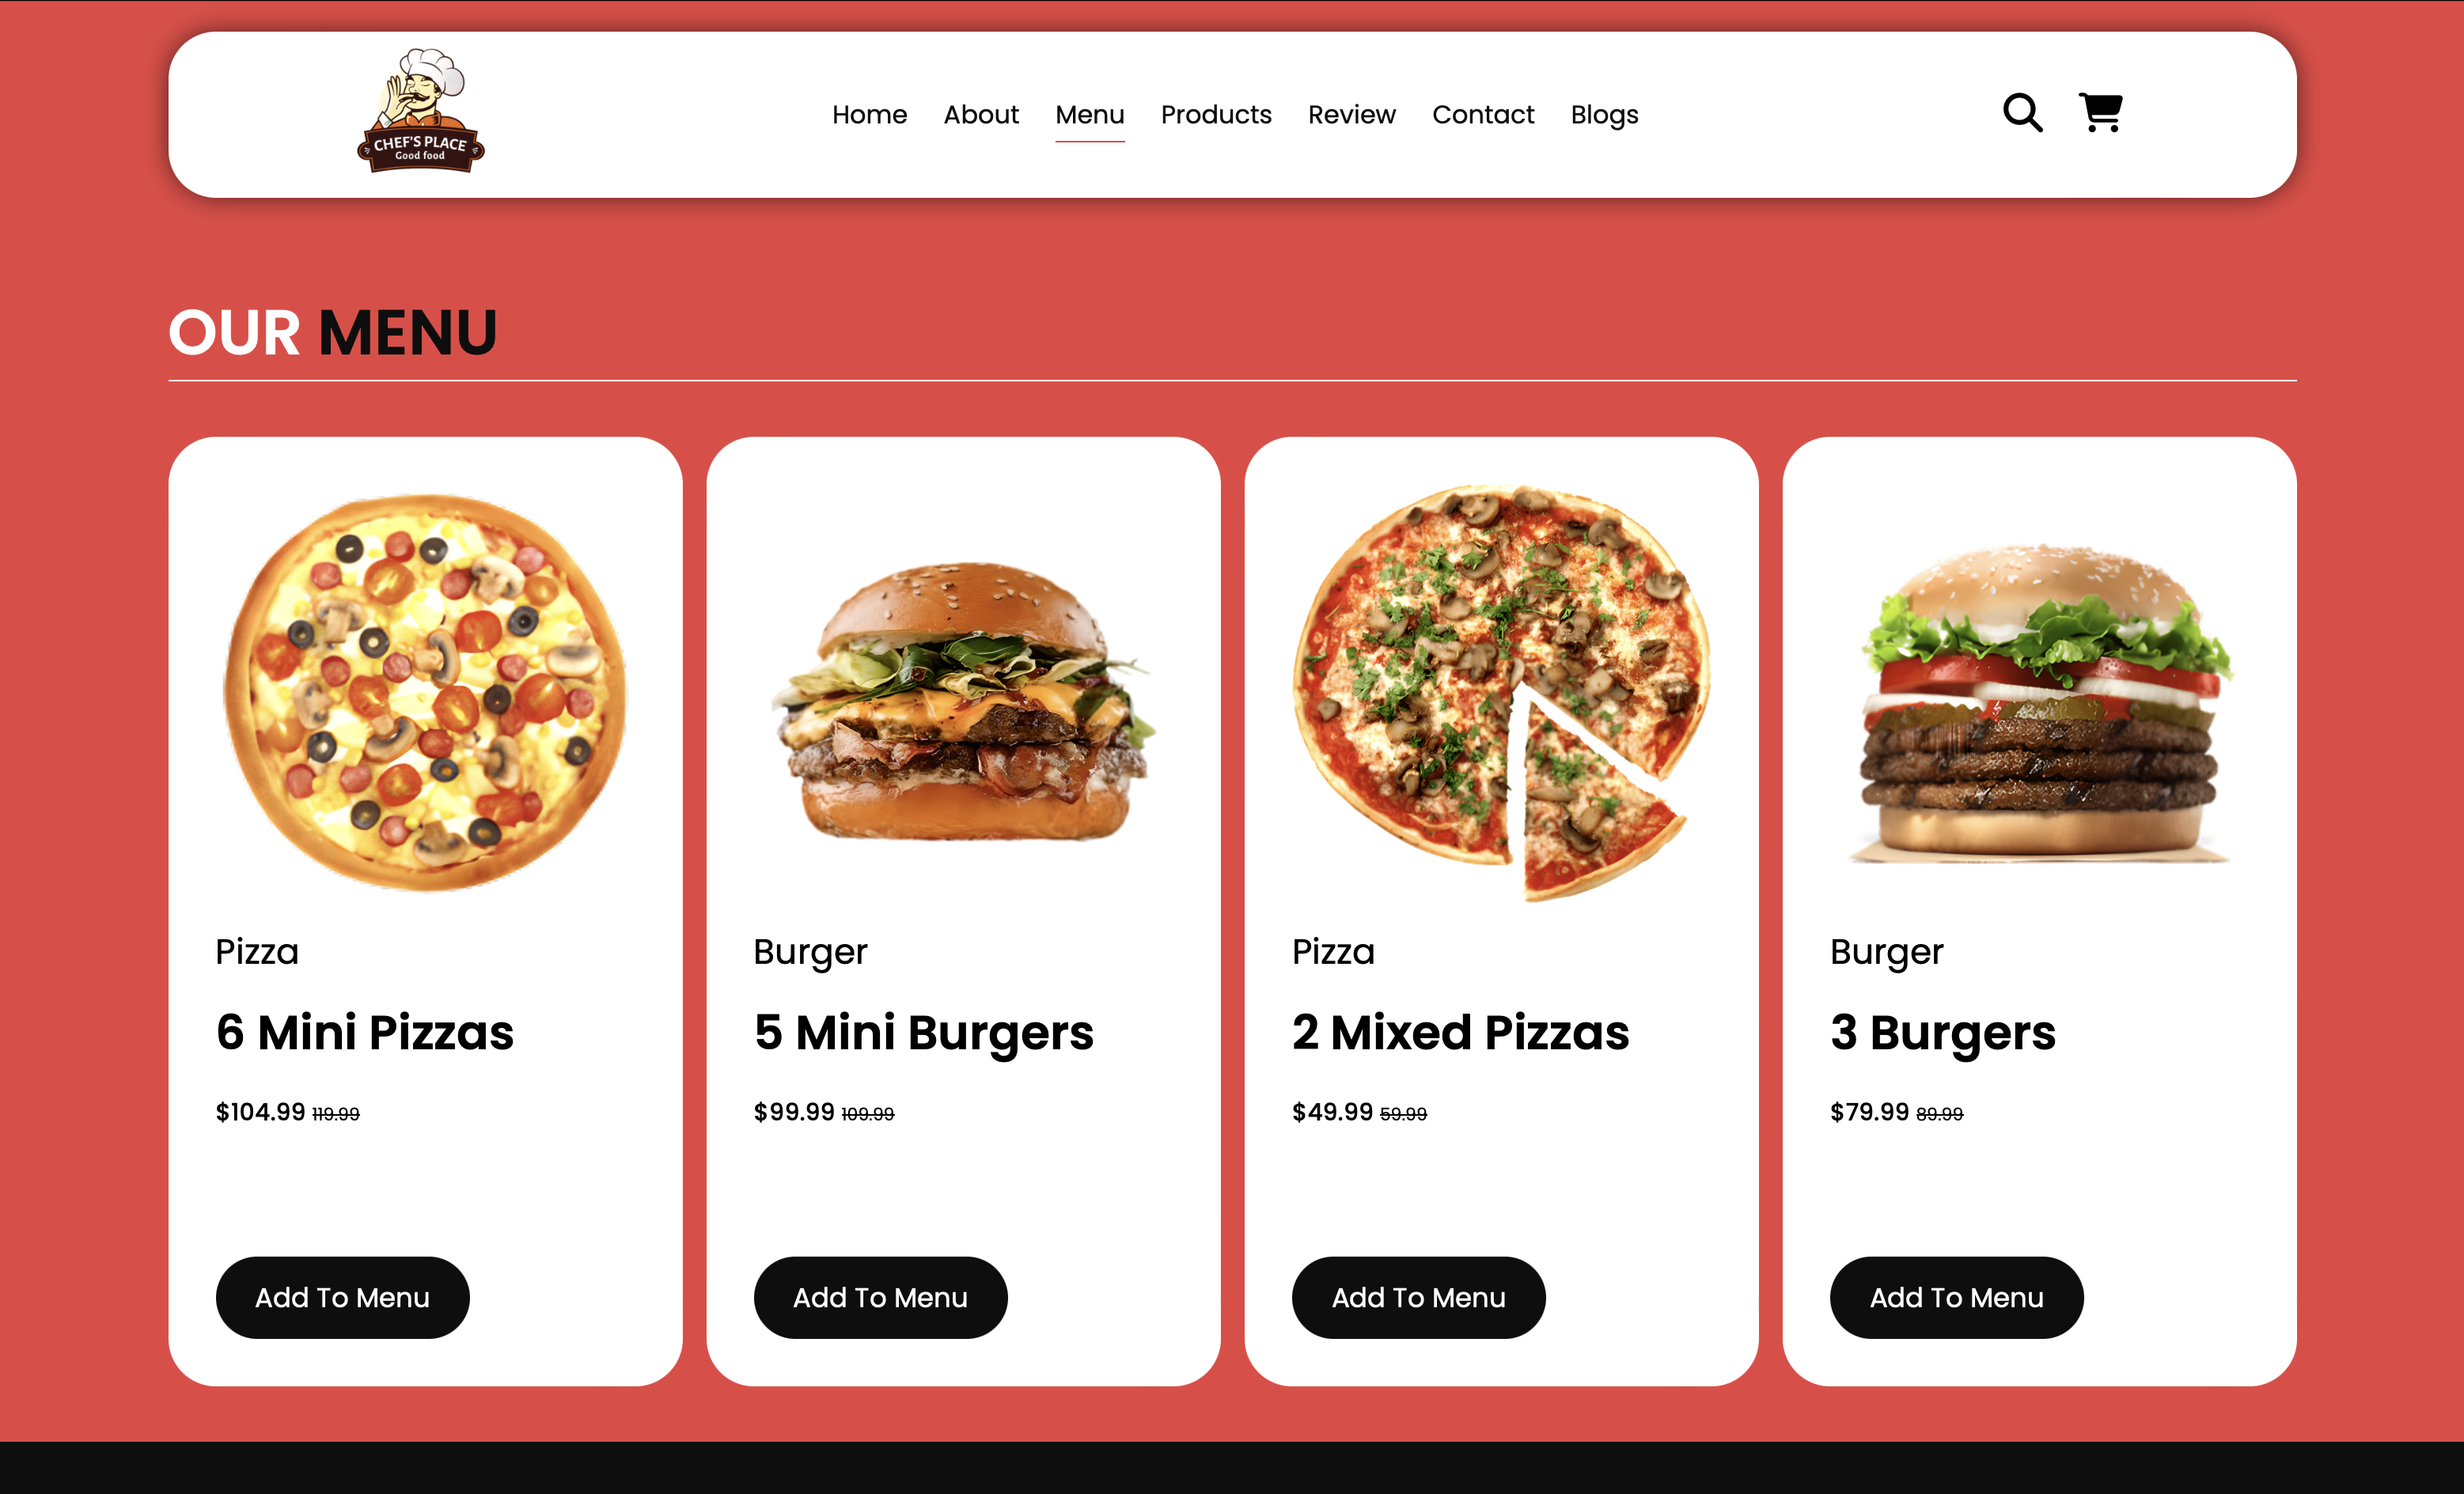 CHEF'S PLACE
Good food
Home About Menu Products Review Contact Blogs
OUR MENU
Pizza
6 Mini Pizzas
$104.99 119.99
Add To Menu
Burger
5 Mini Burgers
$99.99 109.99
Add To Menu
Pizza
2 Mixed Pizzas
$49.99 59.99
Add To Menu
Burger
3 Burgers
$79.99 89.99
Add To Menu